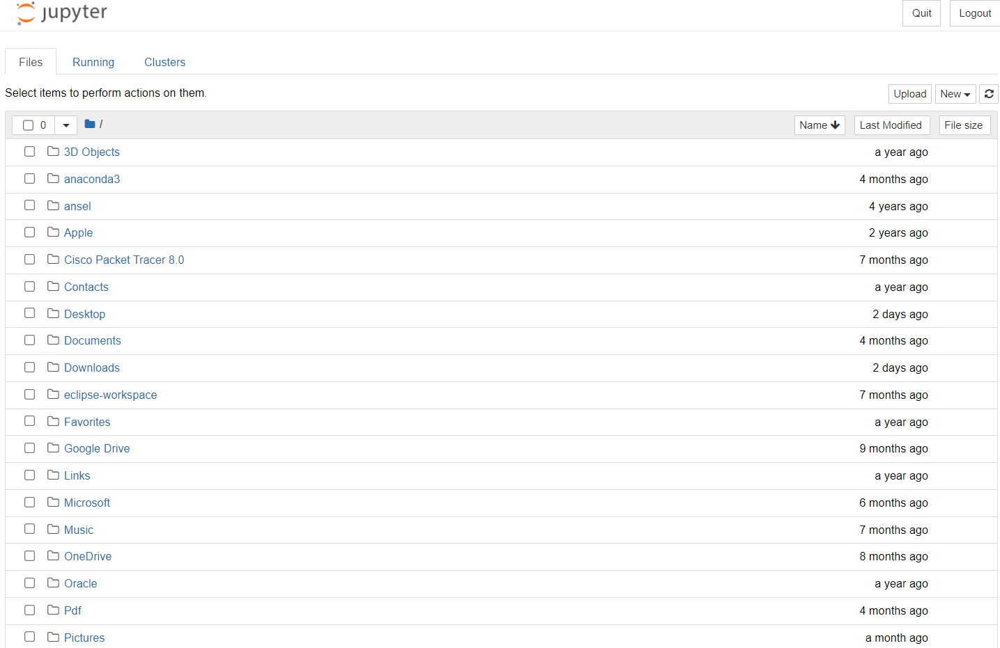 jupyter
Quit Logout
Files Running Clusters
Select items to perform actions on them.
Upload New
0 / Name Last Modified File size
3D Objects a year ago
anaconda3 4 months ago
ansel 4 years ago
Apple 2 years ago
Cisco Packet Tracer 8.0 7 months ago
Contacts a year ago
Desktop 2 days ago
Documents 4 months ago
Downloads 2 days ago
eclipse-workspace 7 months ago
Favorites a year ago
Google Drive 9 months ago
Links a year ago
Microsoft 6 months ago
Music 7 months ago
OneDrive 8 months ago
Oracle a year ago
Pdf 4 months ago
Pictures a month ago